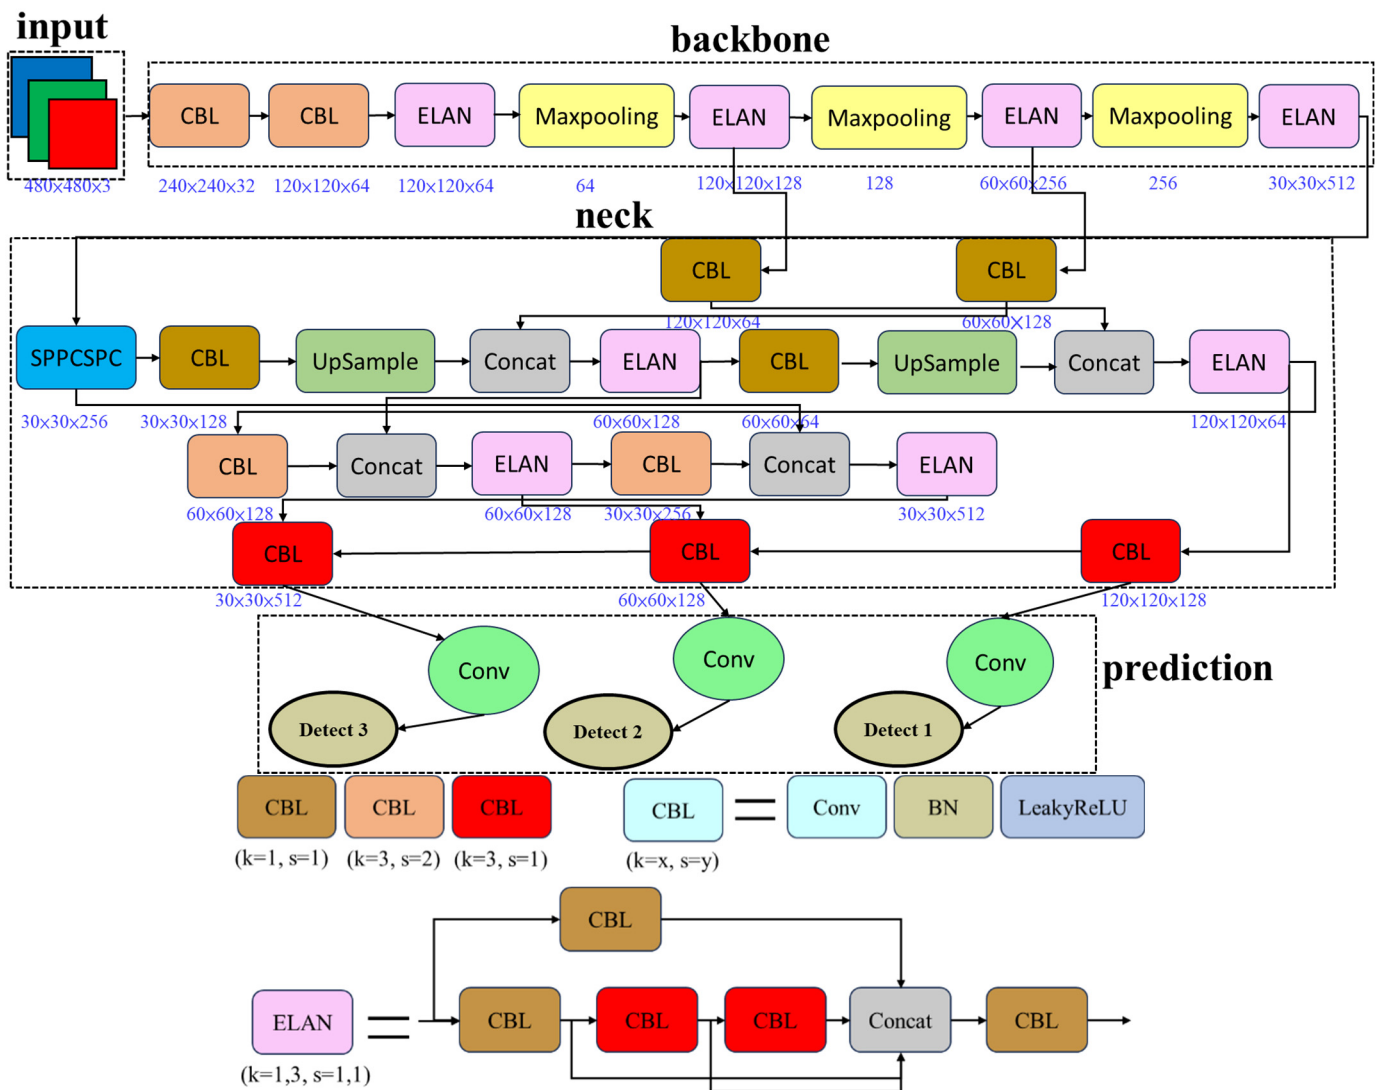 input
backbone
CBL
CBL
ELAN
Maxpooling
ELAN
Maxpooling
ELAN
Maxpooling
ELAN
480x480x3
240x240x32
120x120x64
120x120x64
64
120x120x128
128
60x60x256
256
30x30x512
neck
CBL
CBL
120x120x64
60x60X128
SPPCSPC
CBL
UpSample
Concat
ELAN
CBL
UpSample
Concat
ELAN
30x30x256
30x30x128
60x60x128
60x60x64
120x120x64
CBL
Concat
ELAN
CBL
Concat
ELAN
60x60x128
60x60x128
30x30x256
30x30x512
CBL
CBL
CBL
30x30x512
60x60x128
120x120x128
Conv
Conv
Conv
prediction
Detect 3
Detect 2
Detect 1
CBL
CBL
CBL
CBL
Conv
BN
LeakyReLU
(k=1, s=1)
(k=3, s=2)
(k=3, s=1)
(k=x, s=y)
CBL
ELAN
CBL
CBL
CBL
Concat
CBL
(k=1,3, s=1,1)